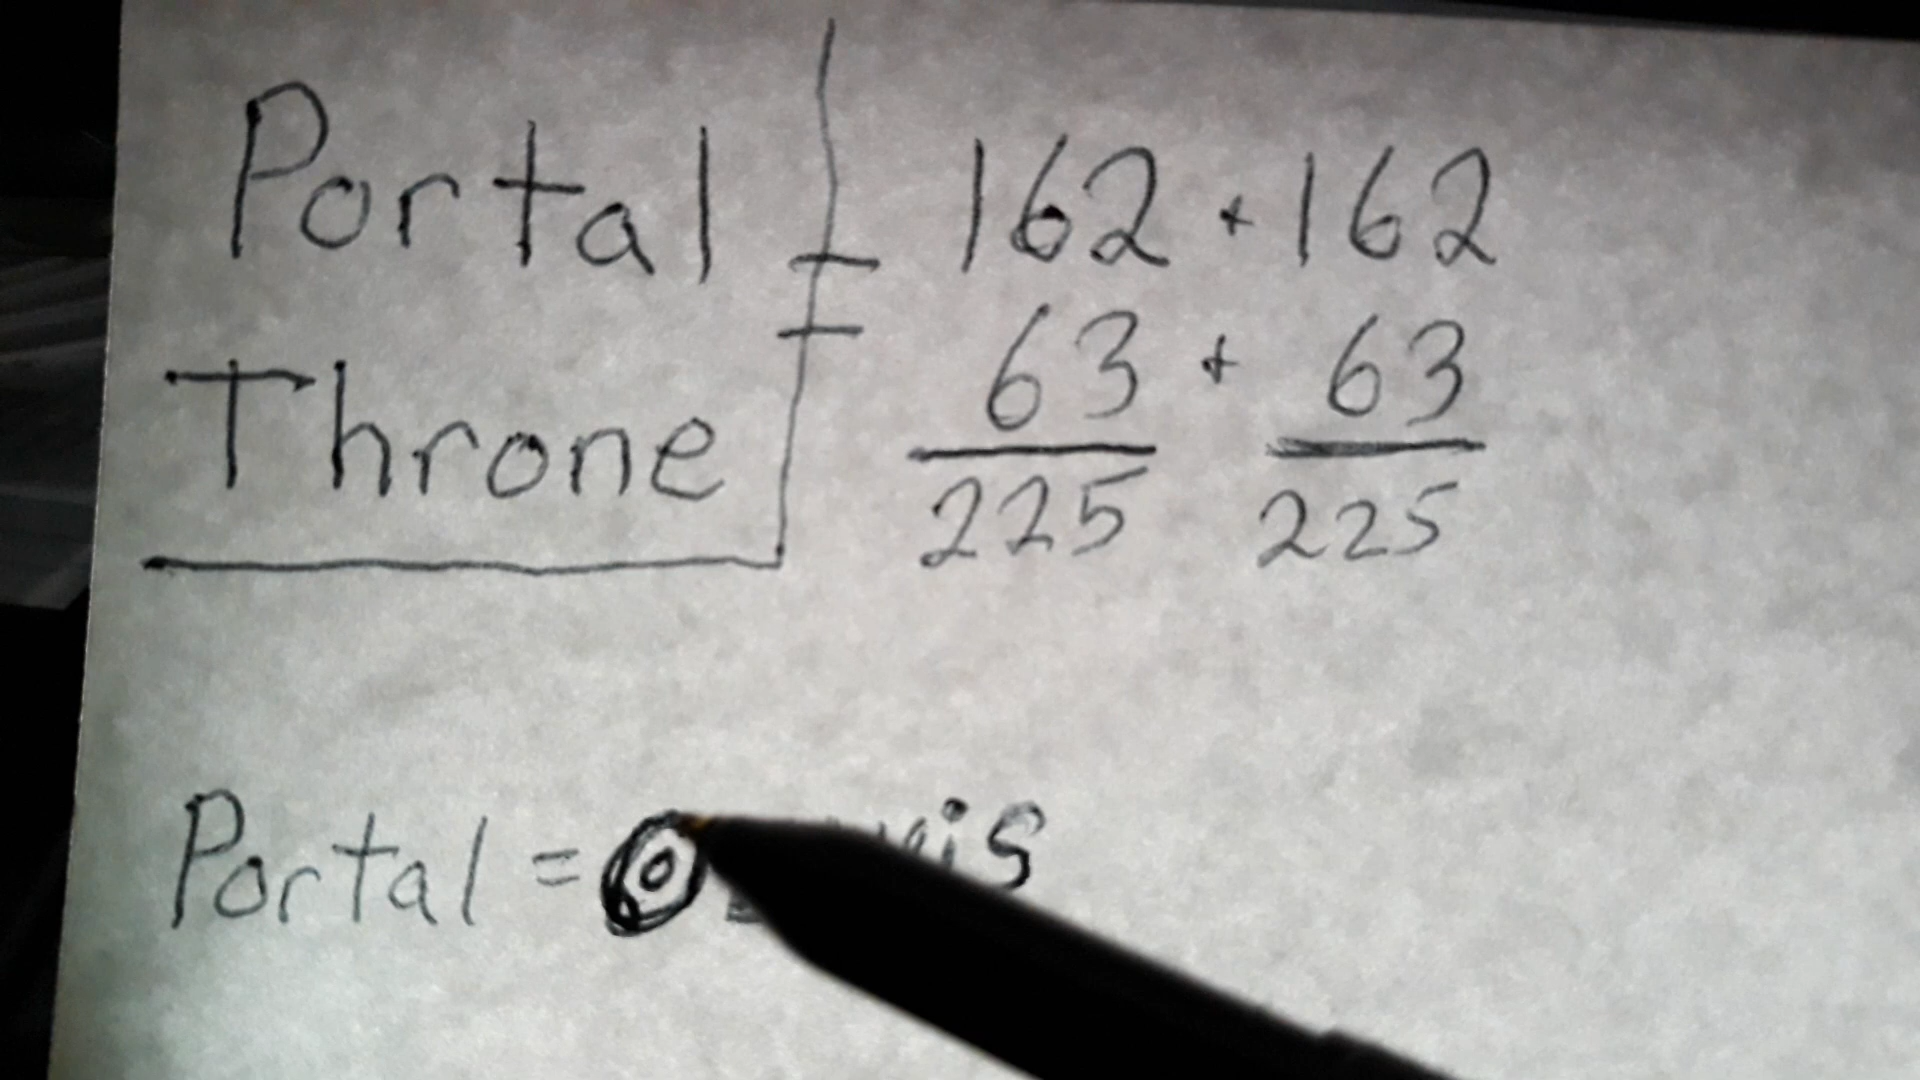 Portal = 162 + 162
Throne = 63 + 63
225 225
Portal =